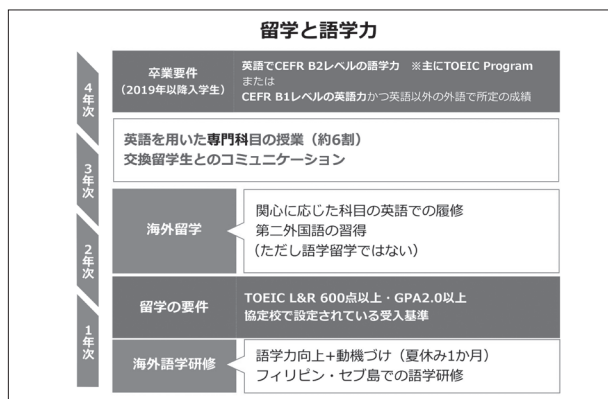 留学と語学力
4年次
卒業要件
（2019年以降入学生）
英語でCEFR B2レベルの語学力　※主にTOEIC Program
または
CEFR B1レベルの英語力かつ英語以外の外語で所定の成績
英語を用いた専門科目の授業（約6割）
交換留学生とのコミュニケーション
3年次
海外留学
関心に応じた科目の英語での履修
第二外国語の習得
（ただし語学留学ではない）
2年次
留学の要件
TOEIC L&R 600点以上・GPA2.0以上
協定校で設定されている受入基準
1年次
海外語学研修
語学力向上+動機づけ（夏休み1か月）
フィリピン・セブ島での語学研修